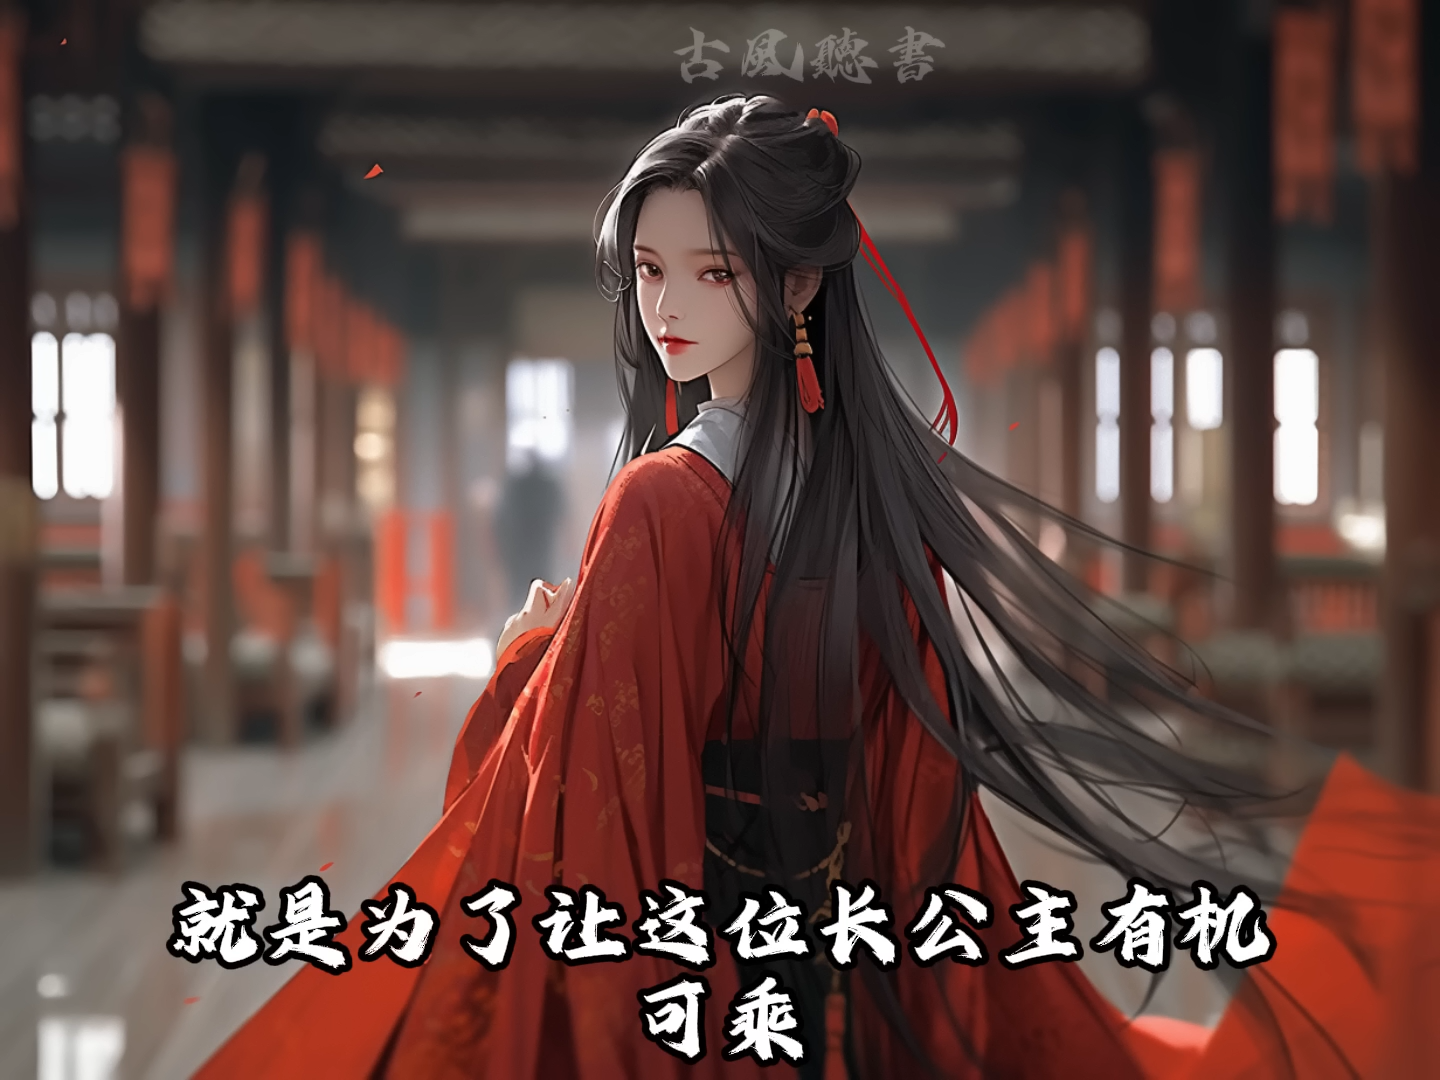 古風聽書
就是为了让这位长公主有机
可乘